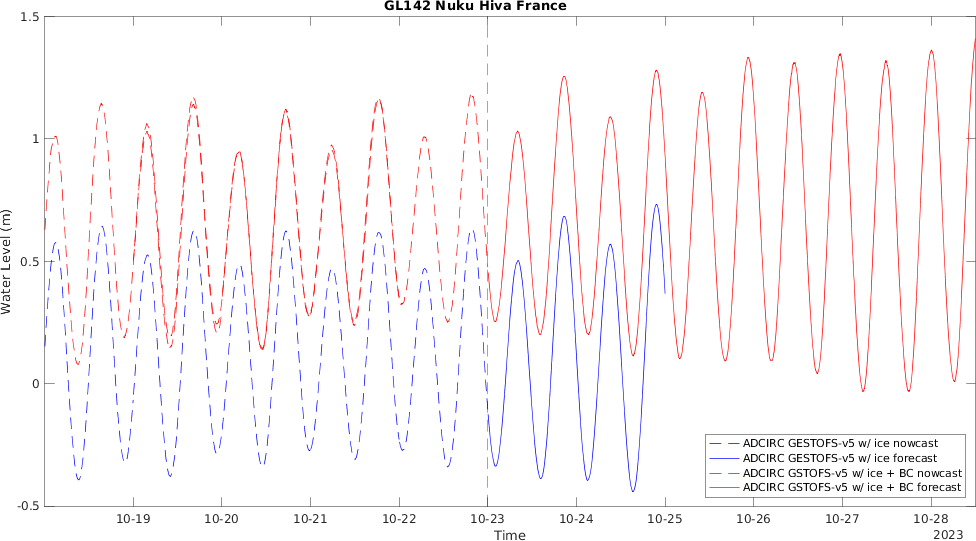 GL142 Nuku Hiva France
1.5
1
0.5
0
-0.5
Water Level (m)
10-19 10-20 10-21 10-22 10-23 10-24 10-25 10-26 10-27 10-28
Time
2023
ADCIRC GESTOFS-v5 w/ ice nowcast
ADCIRC GESTOFS-v5 w/ ice forecast
ADCIRC GSTOFS-v5 w/ ice + BC nowcast
ADCIRC GSTOFS-v5 w/ ice + BC forecast